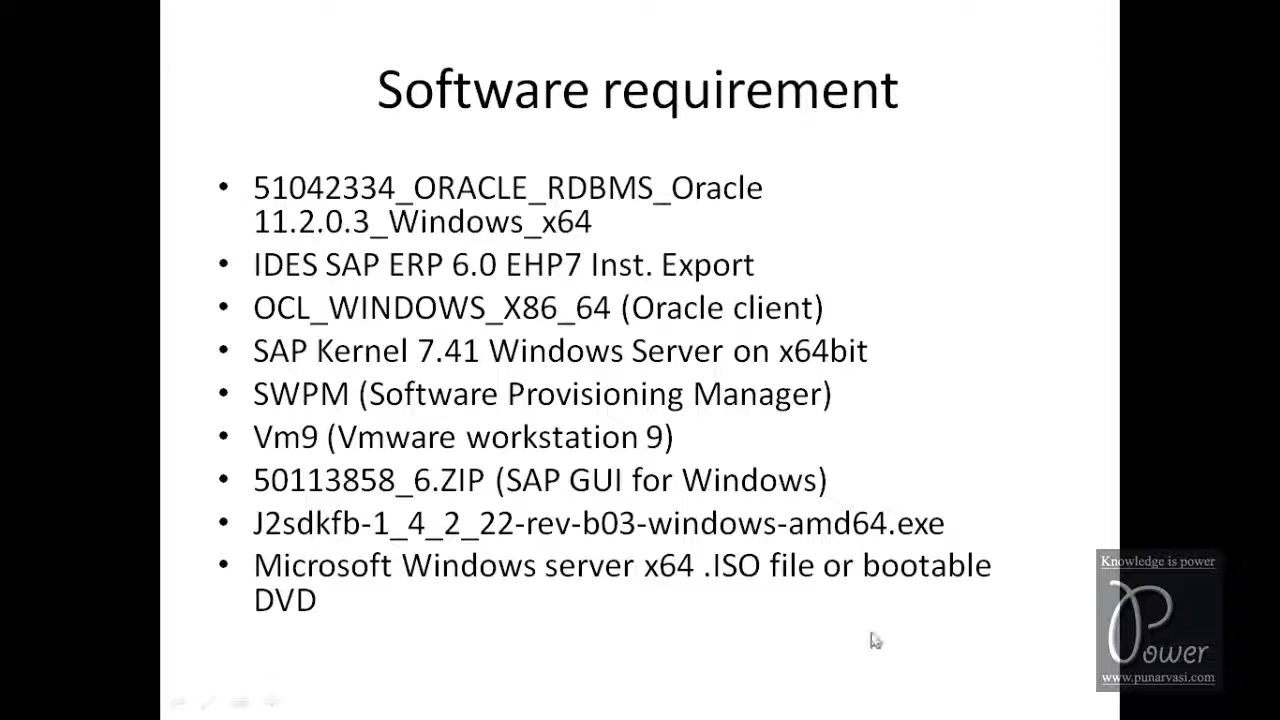 Software requirement
• 51042334_ORACLE_RDBMS_Oracle
11.2.0.3_Windows_x64
• IDES SAP ERP 6.0 EHP7 Inst. Export
• OCL_WINDOWS_X86_64 (Oracle client)
• SAP Kernel 7.41 Windows Server on x64bit
• SWPM (Software Provisioning Manager)
• Vm9 (Vmware workstation 9)
• 50113858_6.ZIP (SAP GUI for Windows)
• J2sdkfb-1_4_2_22-rev-b03-windows-amd64.exe
• Microsoft Windows server x64 .ISO file or bootable
DVD
Knowledge is power
Power
www.punarvasi.com